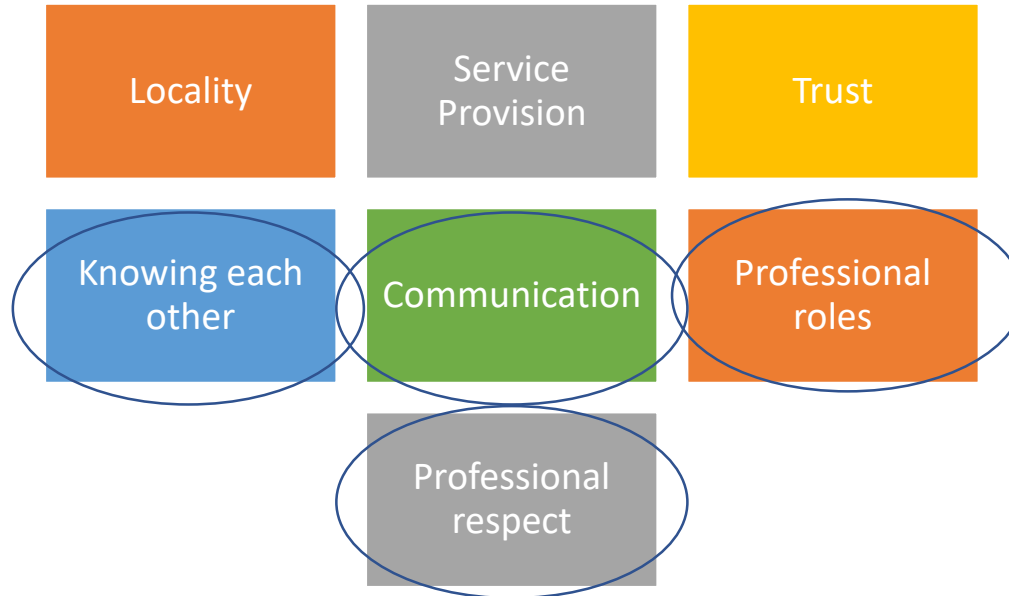 Locality
Service
Provision
Trust
Knowing each
other
Communication
Professional
roles
Professional
respect